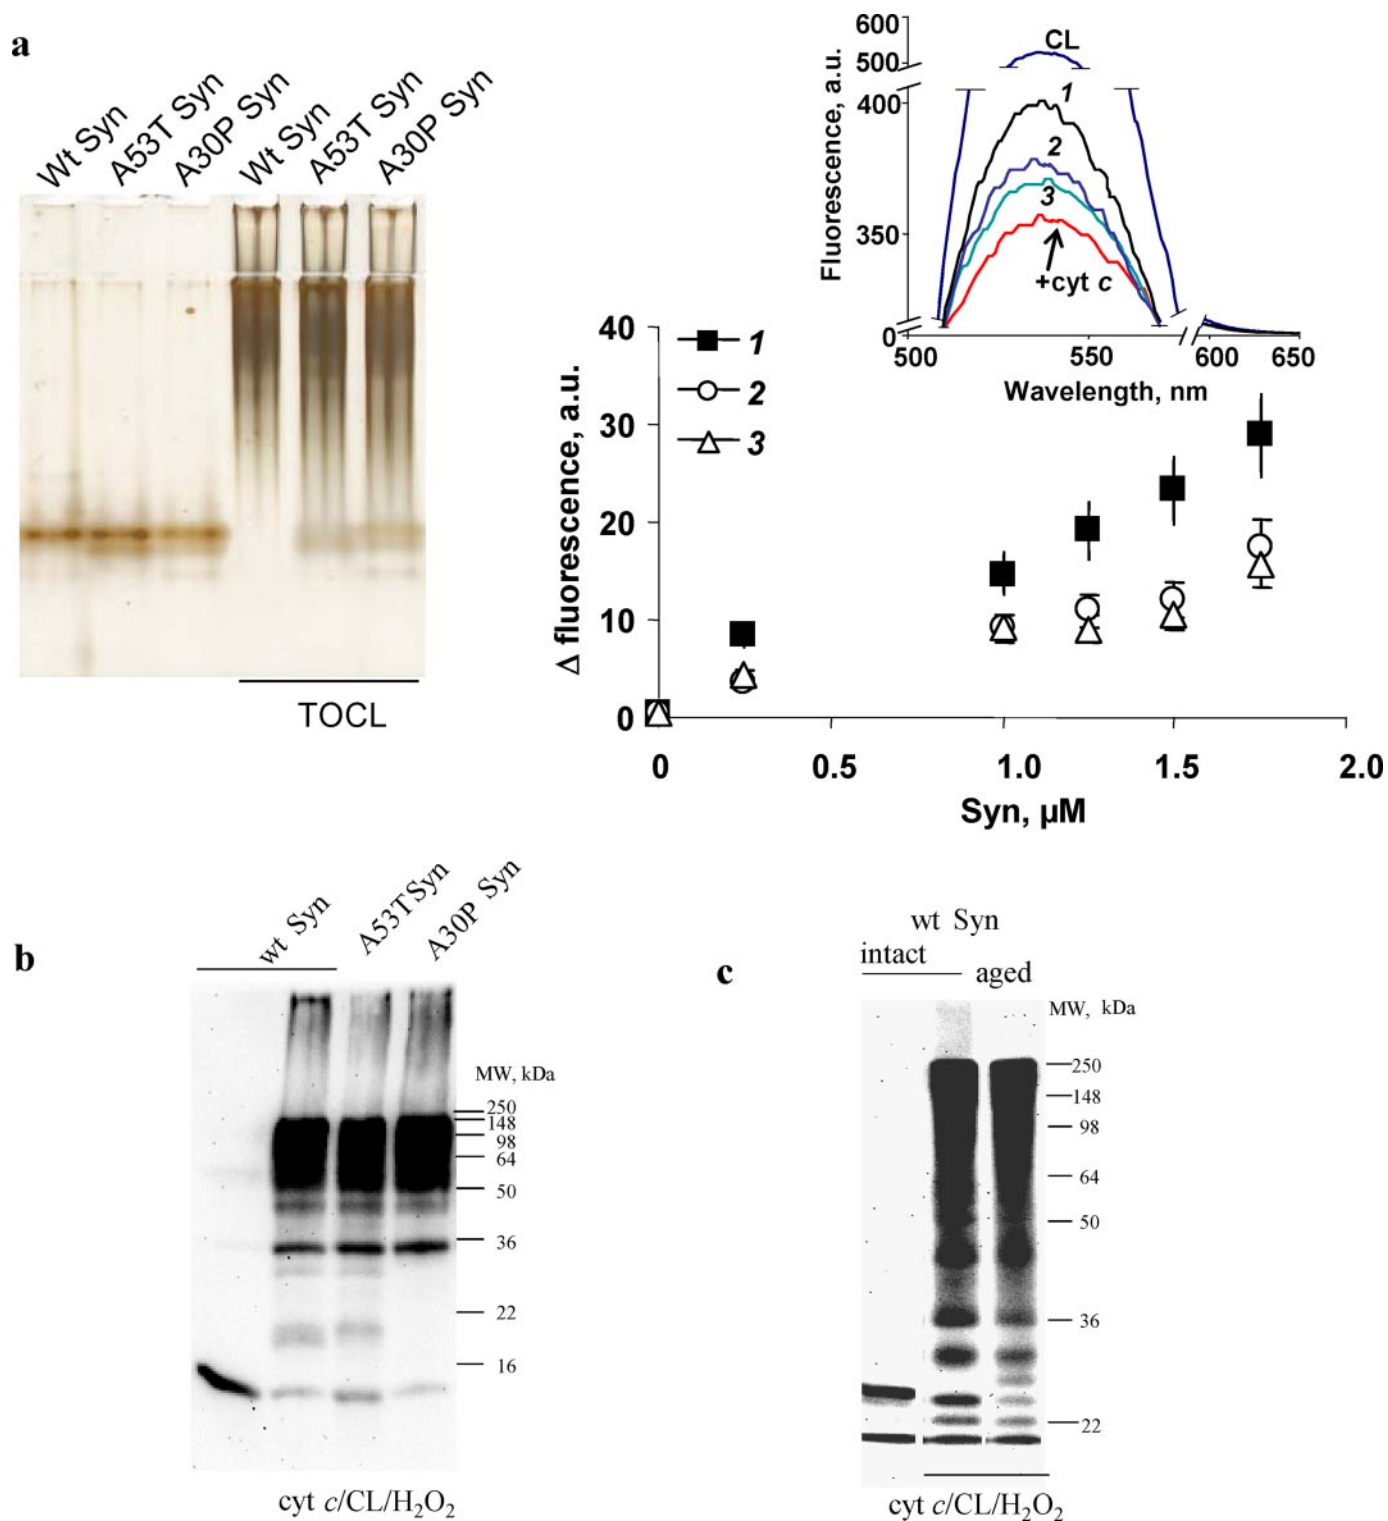 a
Wt Syn
A53T Syn
A30P Syn
Wt Syn
A53T Syn
A30P Syn
TOCL
600
500
400
350
0
Fluorescence, a.u.
CL
1
2
3
+cyt c
500
550
600
650
Wavelength, nm
40
30
20
10
0
Δ fluorescence, a.u.
1
2
3
0
0.5
1.0
1.5
2.0
Syn, µM
b
wt Syn
A53T Syn
A30P Syn
MW, kDa
250
148
98
64
50
36
22
16
cyt c/CL/H₂O₂
c
wt Syn
intact
aged
MW, kDa
250
148
98
64
50
36
22
cyt c/CL/H₂O₂